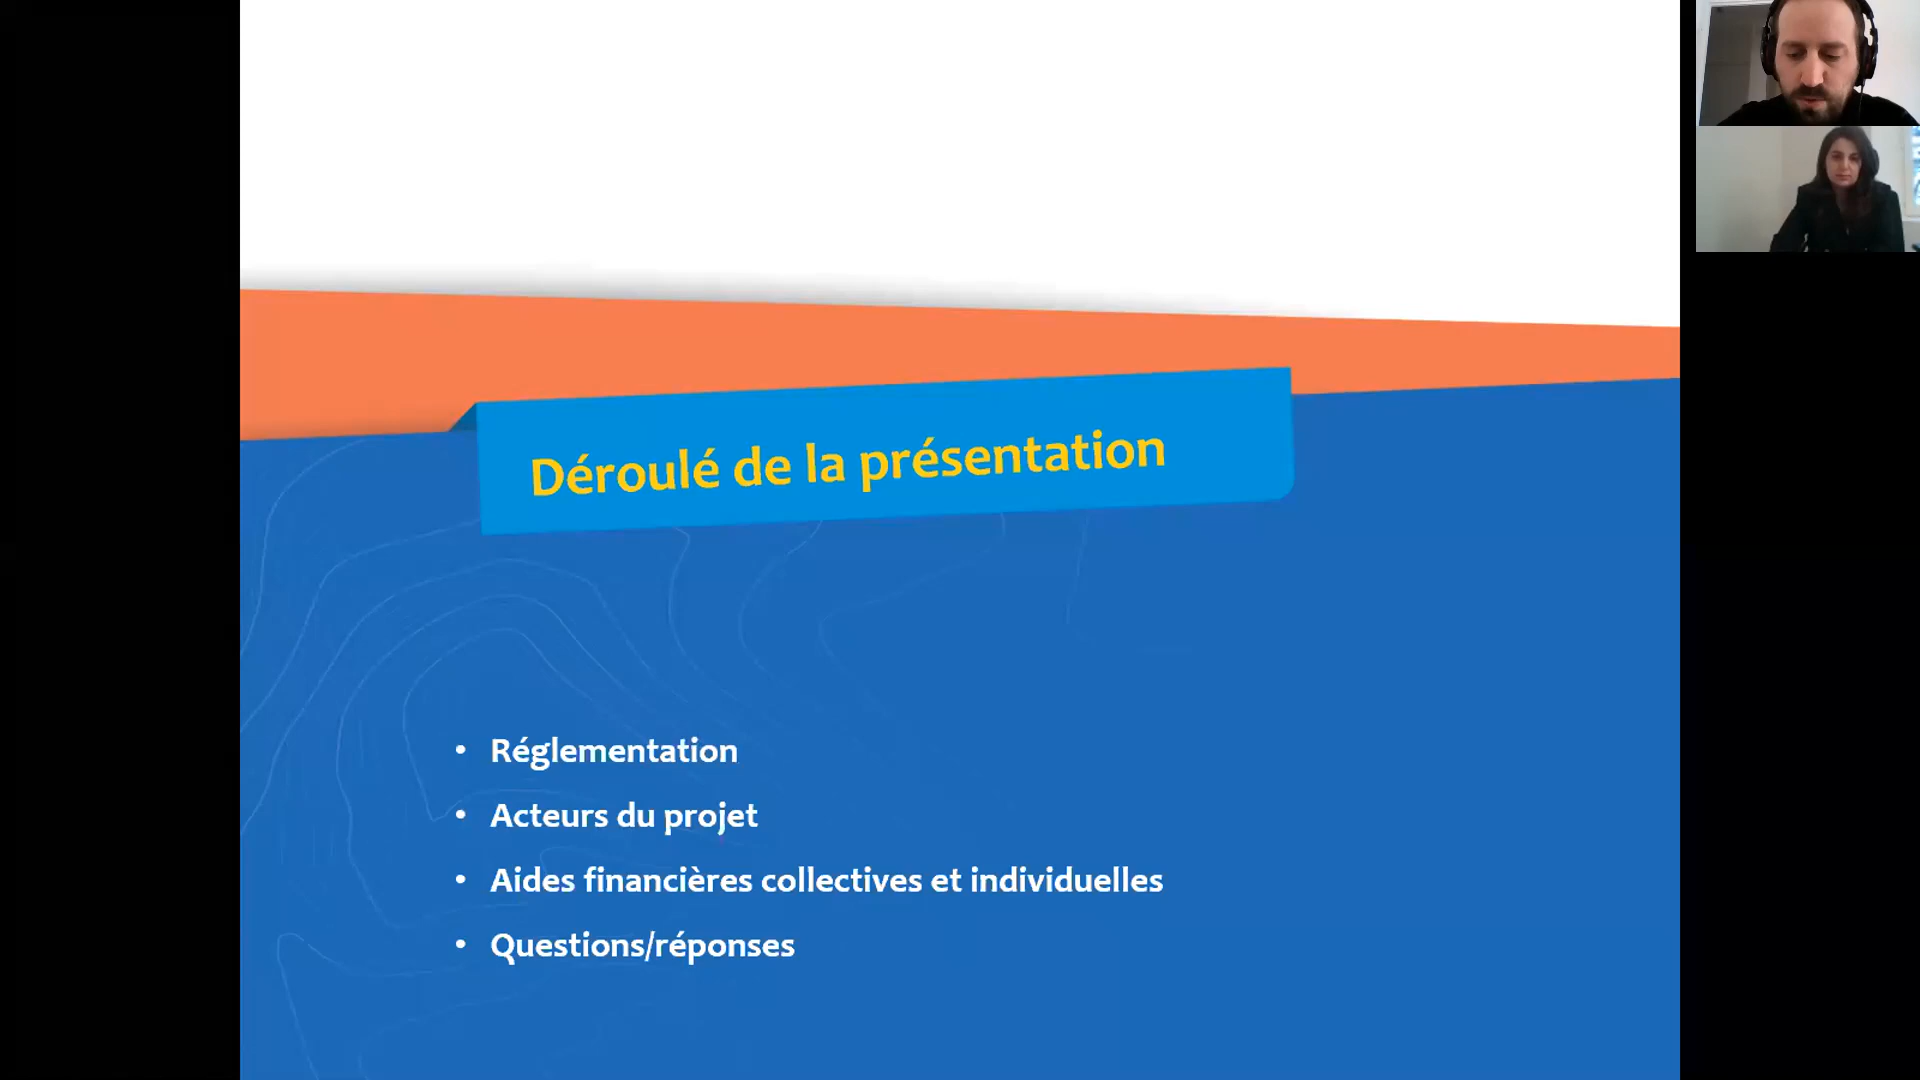 Déroulé de la présentation
• Réglementation
• Acteurs du projet
• Aides financières collectives et individuelles
• Questions/réponses